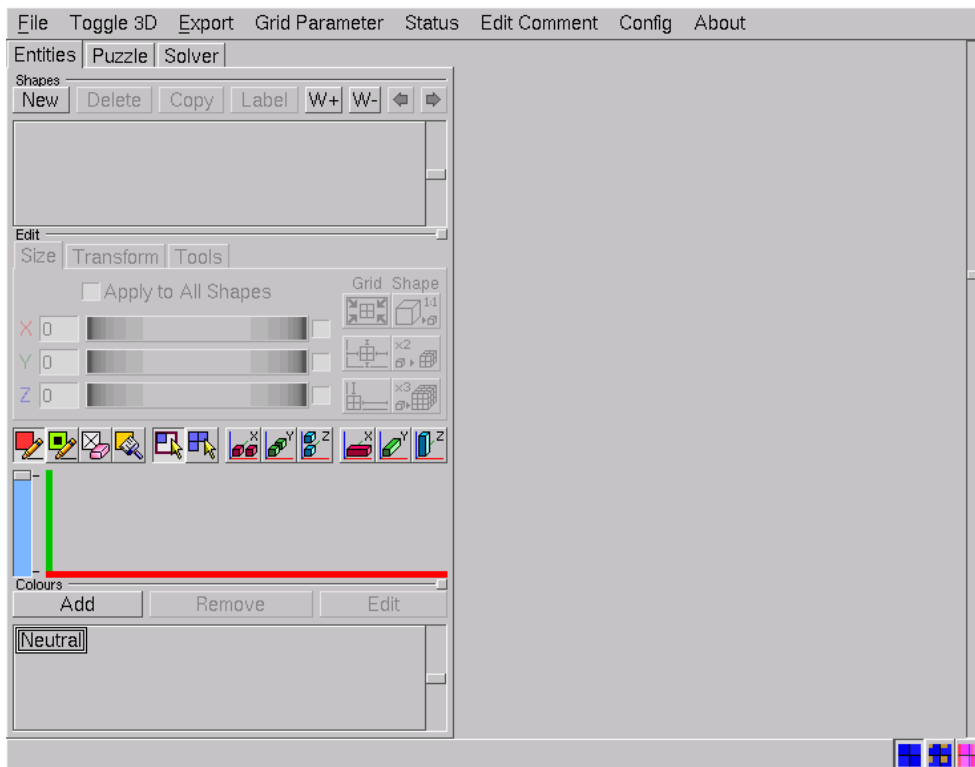 File Toggle 3D Export Grid Parameter Status Edit Comment Config About
Entities Puzzle Solver
Shapes
New Delete Copy Label W+ W-
Edit
Size Transform Tools
Apply to All Shapes
Grid Shape
1:1
X 0
Y 0
x2
Z 0
x3
X Y Z X Y Z
Colours
Add Remove Edit
Neutral